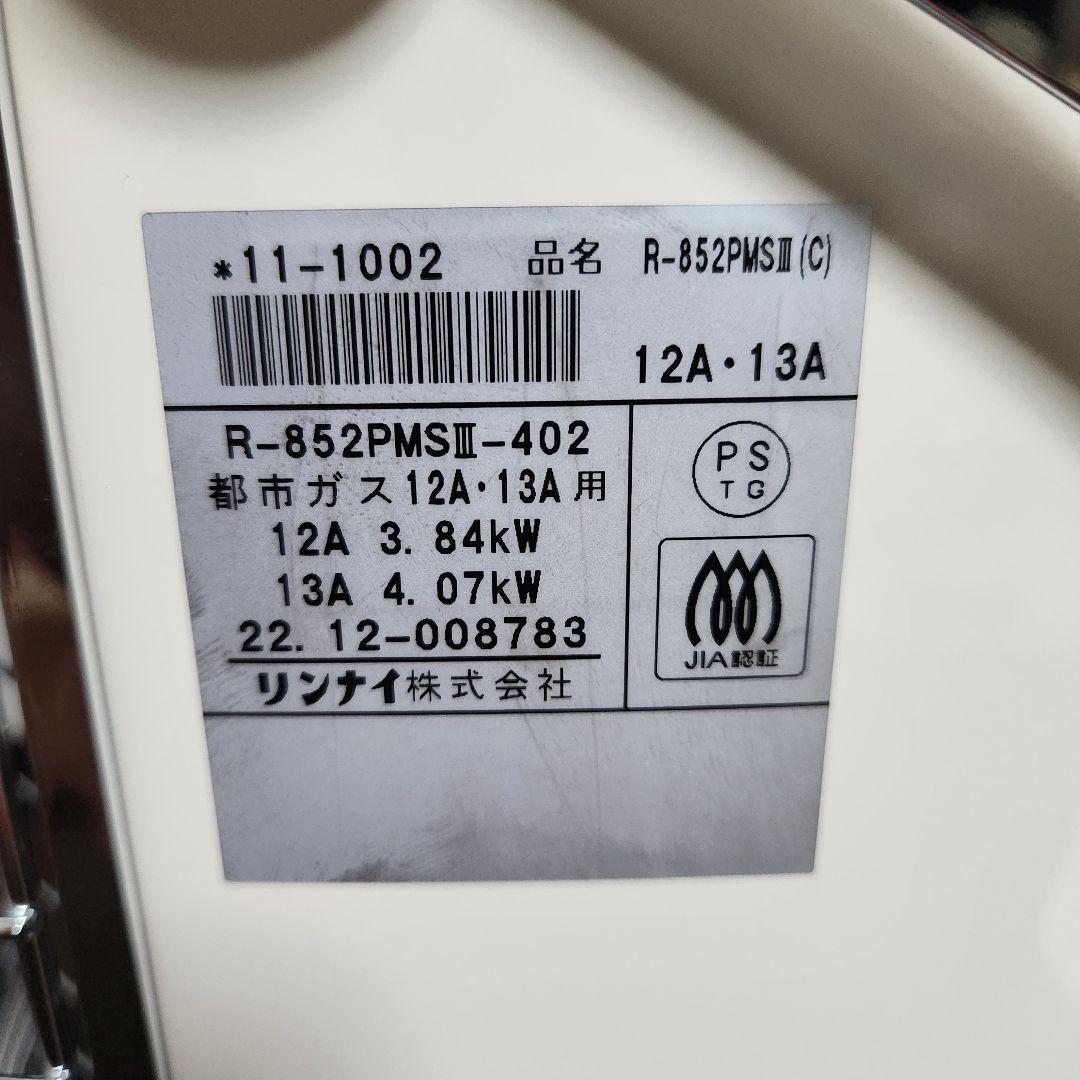 *11-1002 品名 R-852PMSⅢ(C)
12A・13A
R-852PMSⅢ-402
都市ガス12A・13A用
12A 3.84kW
13A 4.07kW
22.12-008783
リンナイ株式会社
PS
TG
JIA認証